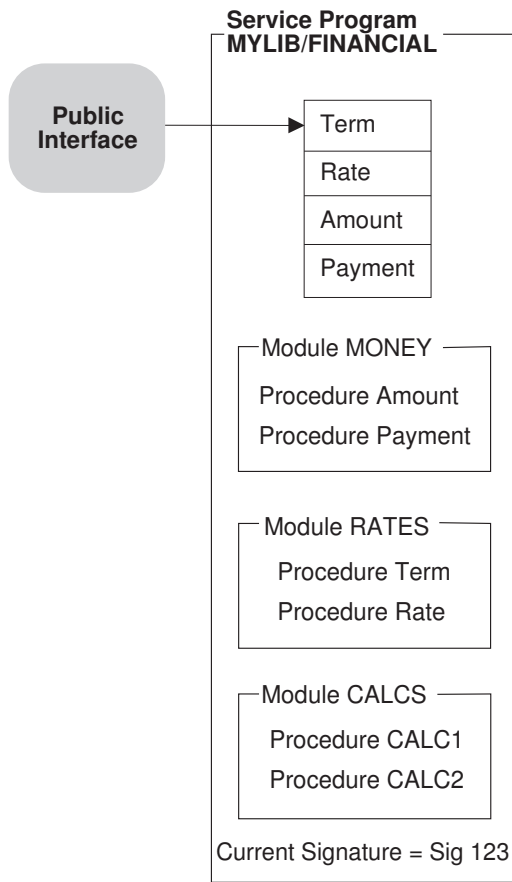 Service Program
MYLIB/FINANCIAL
Public
Interface
Term
Rate
Amount
Payment
Module MONEY
Procedure Amount
Procedure Payment
Module RATES
Procedure Term
Procedure Rate
Module CALCS
Procedure CALC1
Procedure CALC2
Current Signature = Sig 123